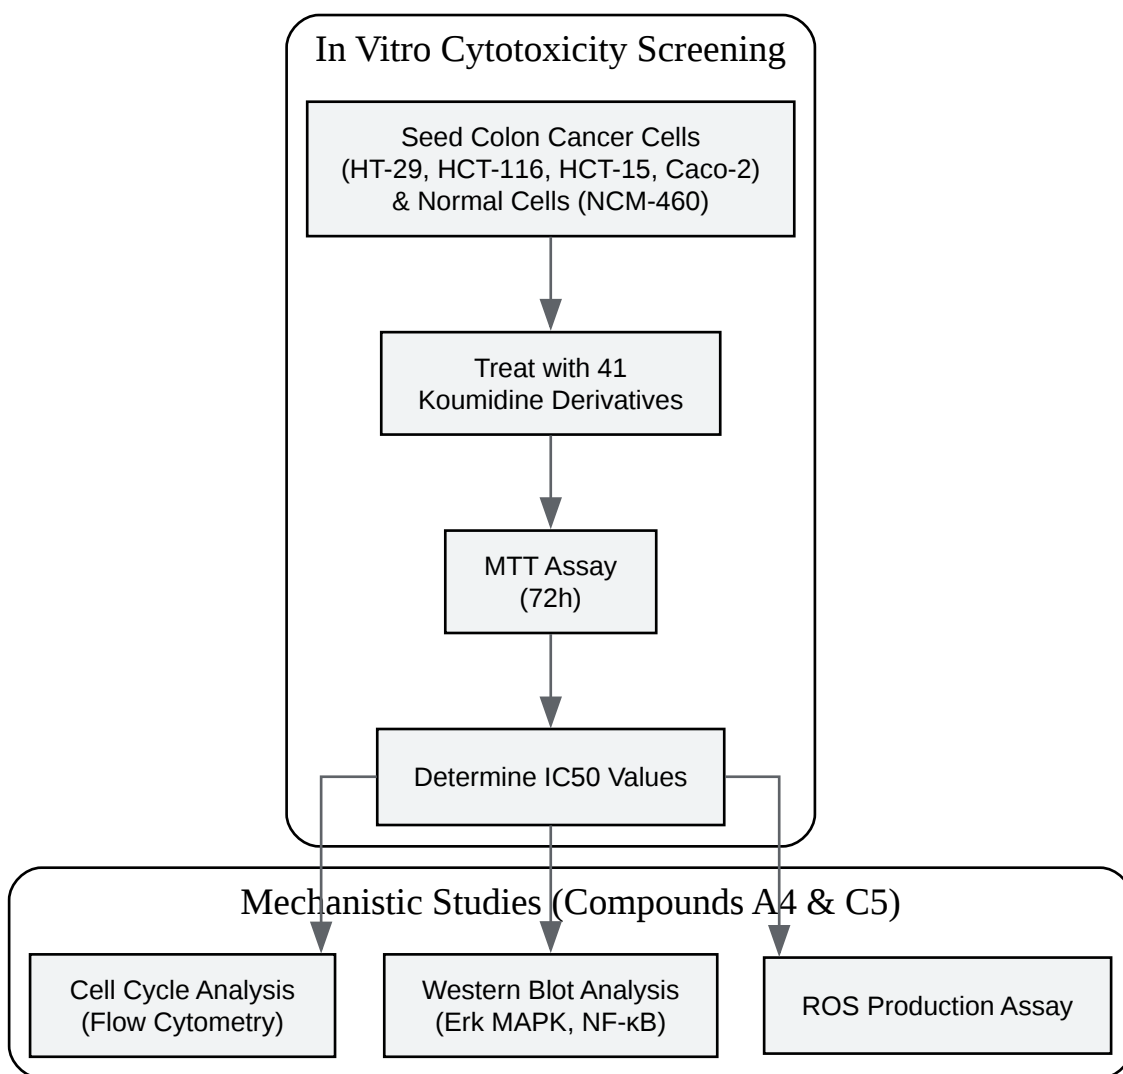 In Vitro Cytotoxicity Screening
Seed Colon Cancer Cells
(HT-29, HCT-116, HCT-15, Caco-2)
& Normal Cells (NCM-460)
Treat with 41
Koumidine Derivatives
MTT Assay
(72h)
Determine IC50 Values
Mechanistic Studies (Compounds A4 & C5)
Cell Cycle Analysis
(Flow Cytometry)
Western Blot Analysis
(Erk MAPK, NF-κB)
ROS Production Assay